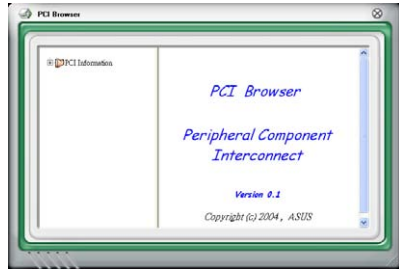 PCI Browser
PCI Information
PCI Browser
Peripheral Component
Interconnect
Version 0.1
Copyright (c) 2004, ASUS